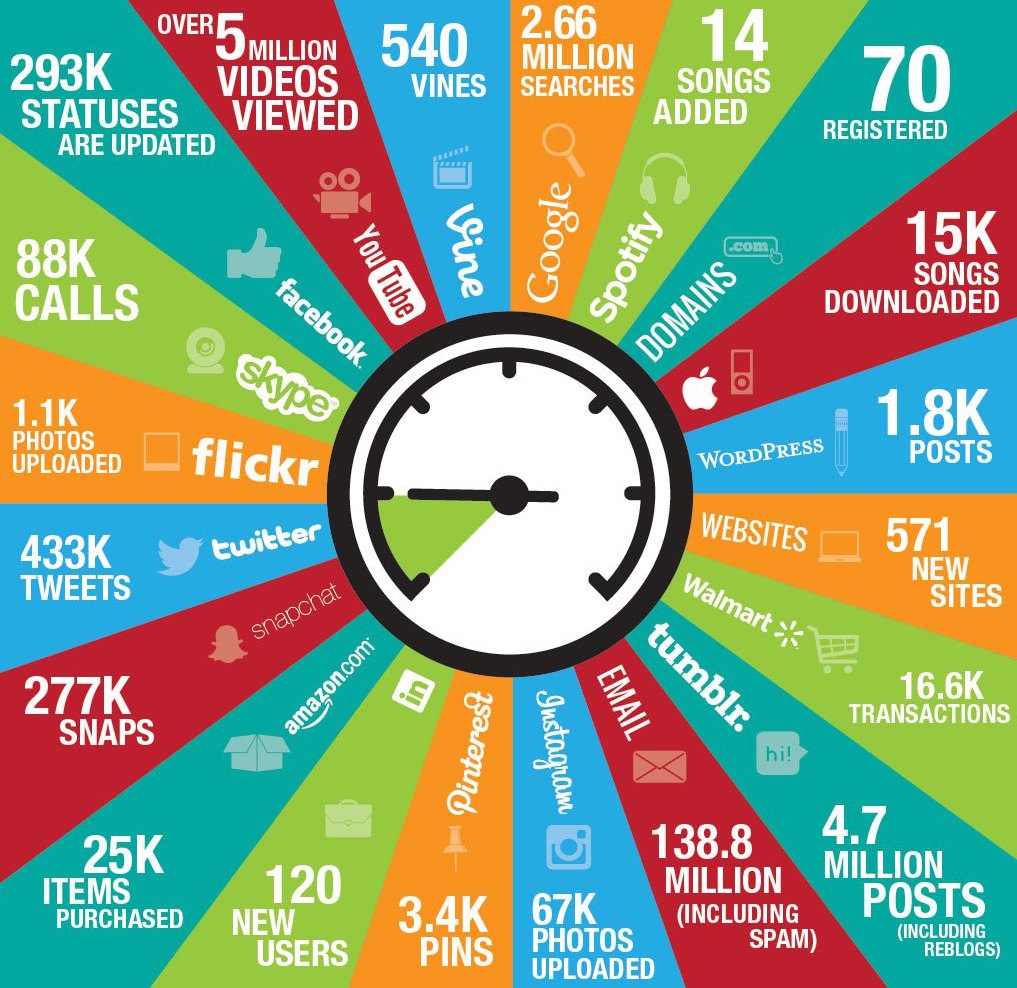 293K
STATUSES
ARE UPDATED
facebook.
OVER 5 MILLION
VIDEOS
VIEWED
YouTube
540
VINES
Vine
2.66
MILLION
SEARCHES
Google
14
SONGS
ADDED
Spotify
70
REGISTERED
.com
DOMAINS
15K
SONGS
DOWNLOADED
1.8K
POSTS
WORDPRESS
571
NEW
SITES
WEBSITES
16.6K
TRANSACTIONS
Walmart
4.7
MILLION
POSTS
(INCLUDING
REBLOGS)
tumblr.
hi!
138.8
MILLION
(INCLUDING
SPAM)
EMAIL
67K
PHOTOS
UPLOADED
Instagram
3.4K
PINS
Pinterest
120
NEW
USERS
in
25K
ITEMS
PURCHASED
amazon.com
277K
SNAPS
snapchat
433K
TWEETS
twitter
1.1K
PHOTOS
UPLOADED
flickr
88K
CALLS
skype